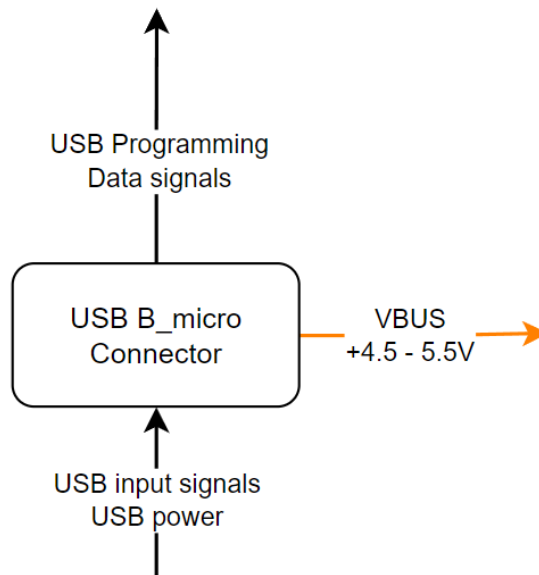 USB Programming
Data signals
USB B_micro
Connector
VBUS
+4.5 - 5.5V
USB input signals
USB power